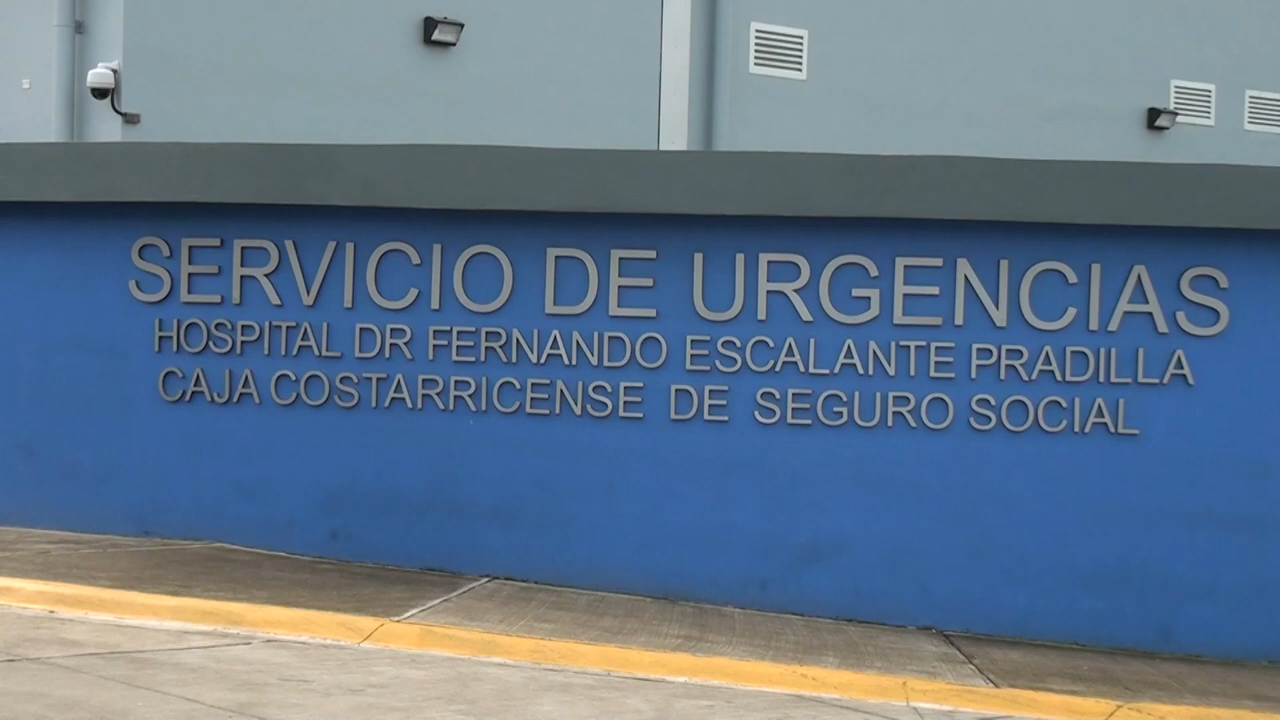 SERVICIO DE URGENCIAS
HOSPITAL DR FERNANDO ESCALANTE PRADILLA
CAJA COSTARRICENSE DE SEGURO SOCIAL